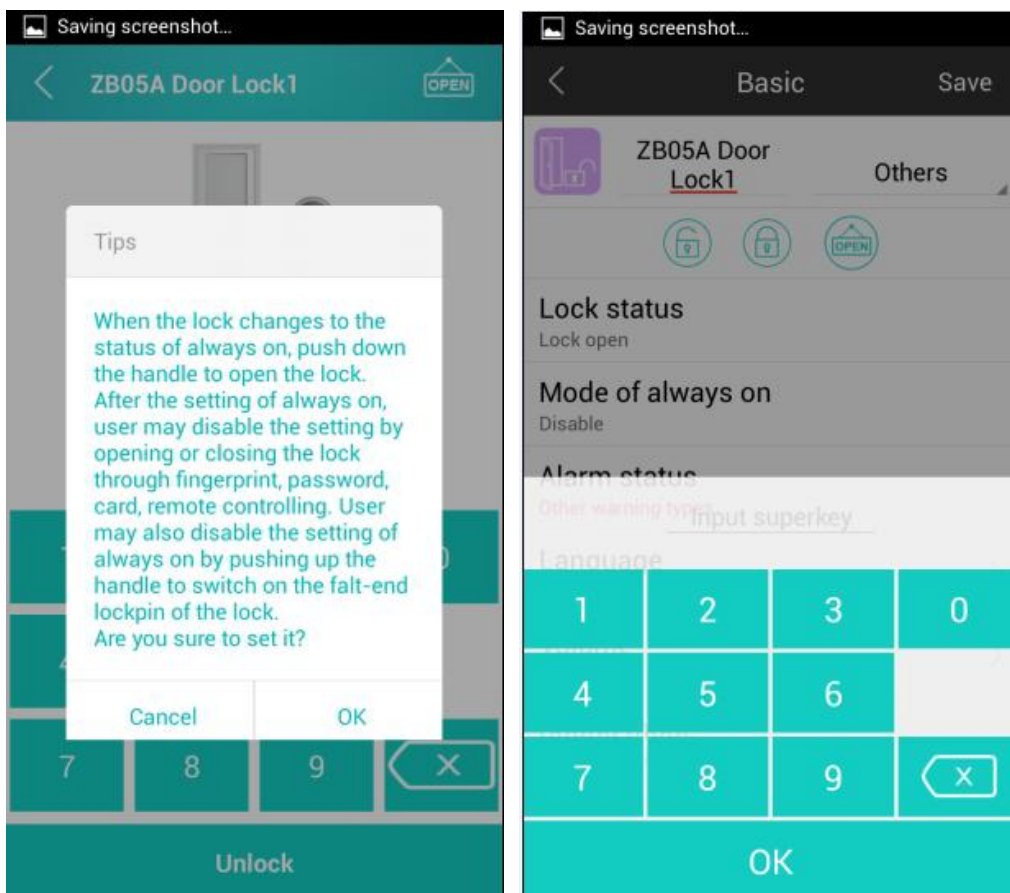 Saving screenshot...
ZB05A Door Lock1
OPEN
Tips
When the lock changes to the
status of always on, push down
the handle to open the lock.
After the setting of always on,
user may disable the setting by
opening or closing the lock
through fingerprint, password,
card, remote controlling. User
may also disable the setting of
always on by pushing up the
handle to switch on the falt-end
lockpin of the lock.
Are you sure to set it?
Cancel OK
7 8 9 X
Unlock
Saving screenshot...
Basic Save
ZB05A Door
Lock1
Others
OPEN
Lock status
Lock open
Mode of always on
Disable
Alarm status
Other warning types
Input superkey
Language
1 2 3 0
4 5 6
7 8 9 X
OK